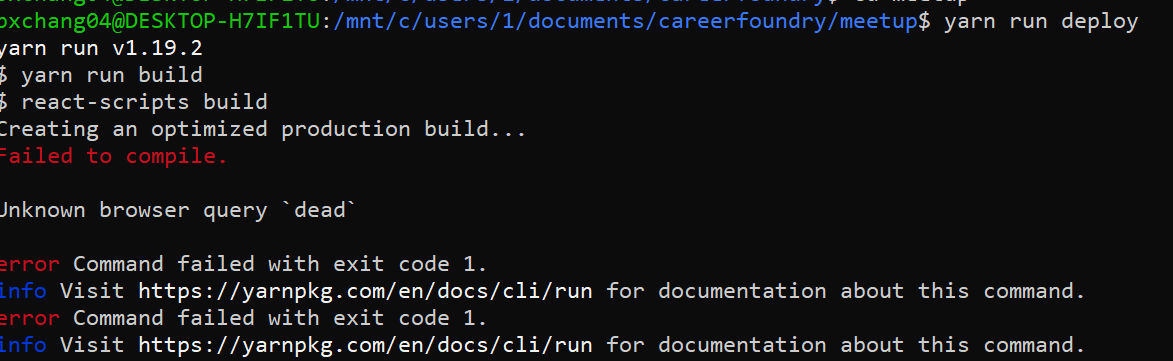 bxchang04@DESKTOP-H7IF1TU:/mnt/c/users/1/documents/careerfoundry/meetup$ yarn run deploy
yarn run v1.19.2
$ yarn run build
$ react-scripts build
Creating an optimized production build...
Failed to compile.
Unknown browser query `dead`
error Command failed with exit code 1.
info Visit https://yarnpkg.com/en/docs/cli/run for documentation about this command.
error Command failed with exit code 1.
info Visit https://yarnpkg.com/en/docs/cli/run for documentation about this command.